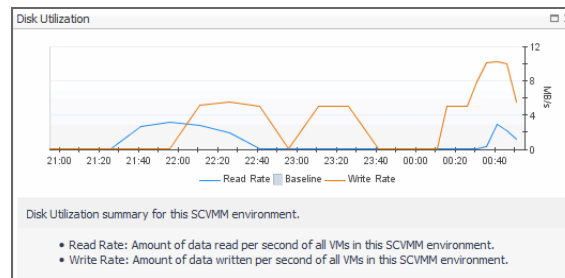 Disk Utilization
12
8
4
0
MB/s
21:00 21:20 21:40 22:00 22:20 22:40 23:00 23:20 23:40 00:00 00:20 00:40
Read Rate Baseline Write Rate
Disk Utilization summary for this SCVMM environment.
• Read Rate: Amount of data read per second of all VMs in this SCVMM environment.
• Write Rate: Amount of data written per second of all VMs in this SCVMM environment.